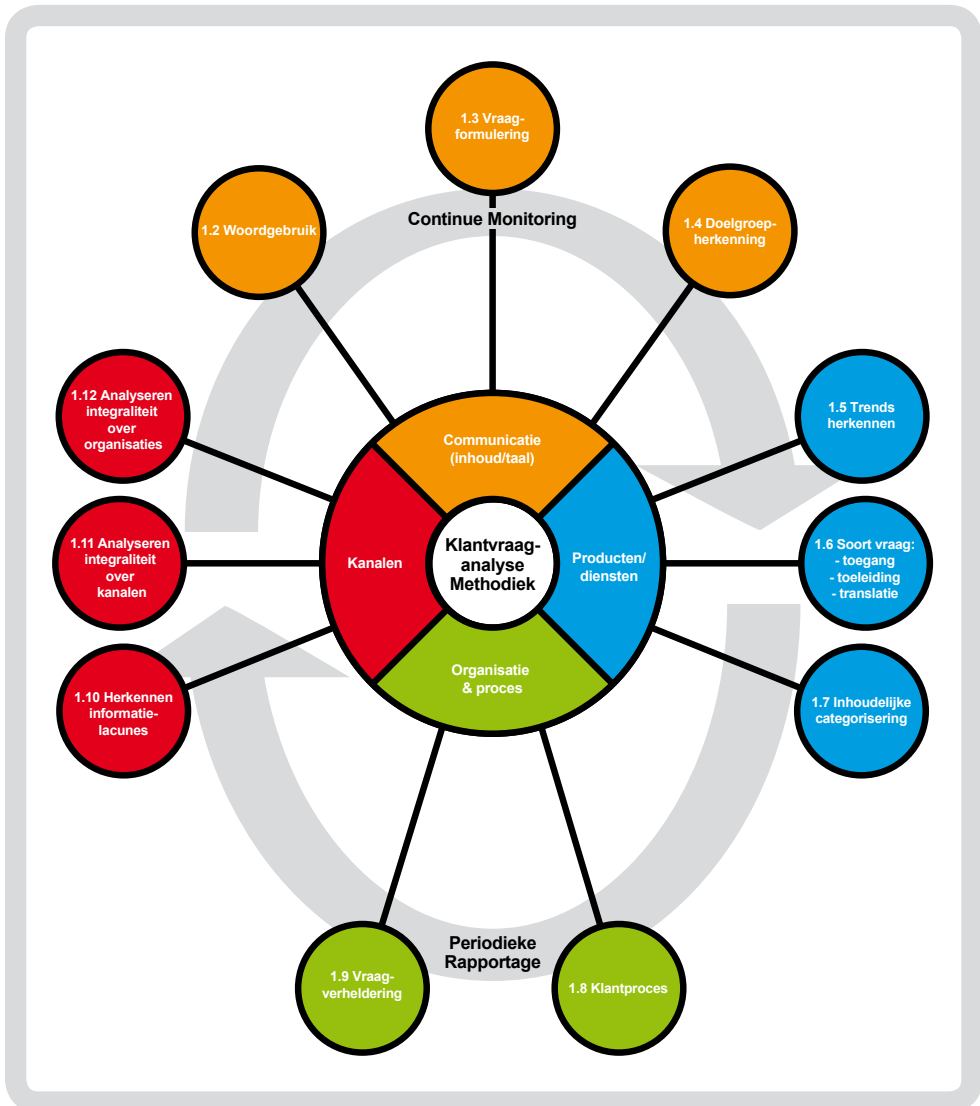 1.3 Vraag-
formulering
Continue Monitoring
1.2 Woordgebruik
1.4 Doelgroep-
herkenning
1.12 Analyseren
integraliteit
over
organisaties
1.5 Trends
herkennen
Communicatie
(inhoud/taal)
1.11 Analyseren
integraliteit
over
kanalen
Kanalen
Klantvraag-
analyse
Methodiek
Producten/
diensten
1.6 Soort vraag:
- toegang
- toeleiding
- translatie
Organisatie
& proces
1.10 Herkennen
informatie-
lacunes
1.7 Inhoudelijke
categorisering
Periodieke
Rapportage
1.9 Vraag-
verheldering
1.8 Klantproces